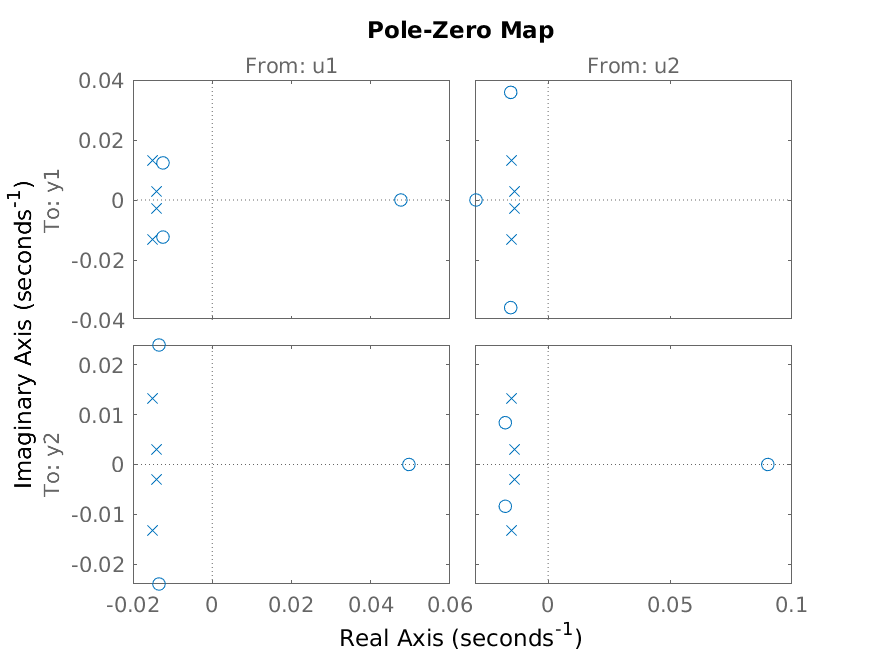 Pole-Zero Map
From: u1
From: u2
Imaginary Axis (seconds⁻¹)
To: y1
0.04
0.02
0
-0.02
-0.04
To: y2
0.02
0.01
0
-0.01
-0.02
-0.02 0 0.02 0.04 0.06
0 0.05 0.1
Real Axis (seconds⁻¹)